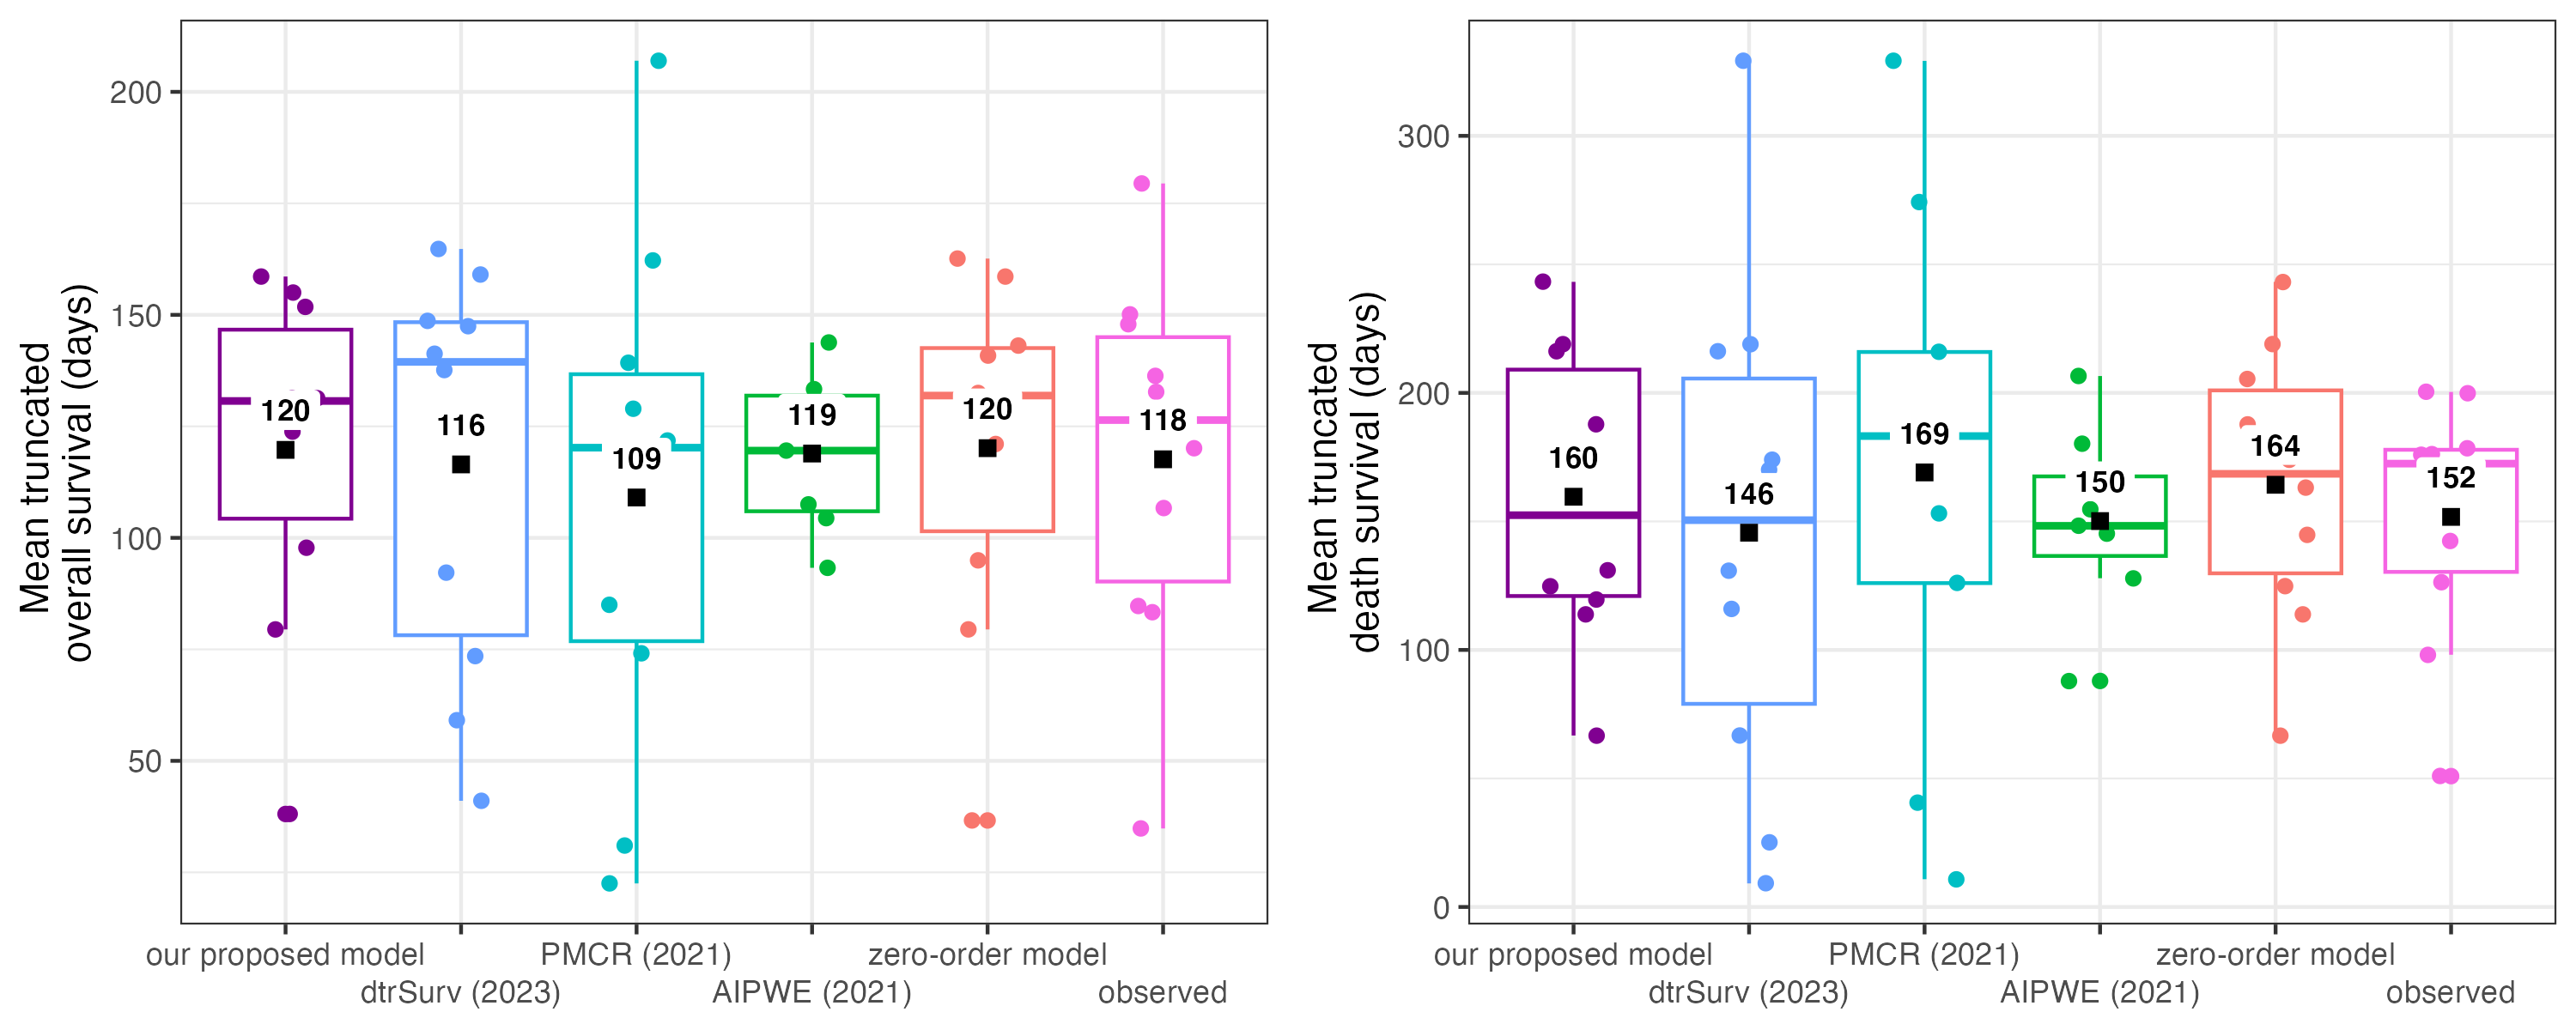 Mean truncated
overall survival (days)
200
150
100
50
120
116
109
119
120
118
our proposed model
PMCR (2021)
zero-order model
dtrSurv (2023)
AIPWE (2021)
observed
Mean truncated
death survival (days)
300
200
100
0
160
146
169
150
164
152
our proposed model
PMCR (2021)
zero-order model
dtrSurv (2023)
AIPWE (2021)
observed